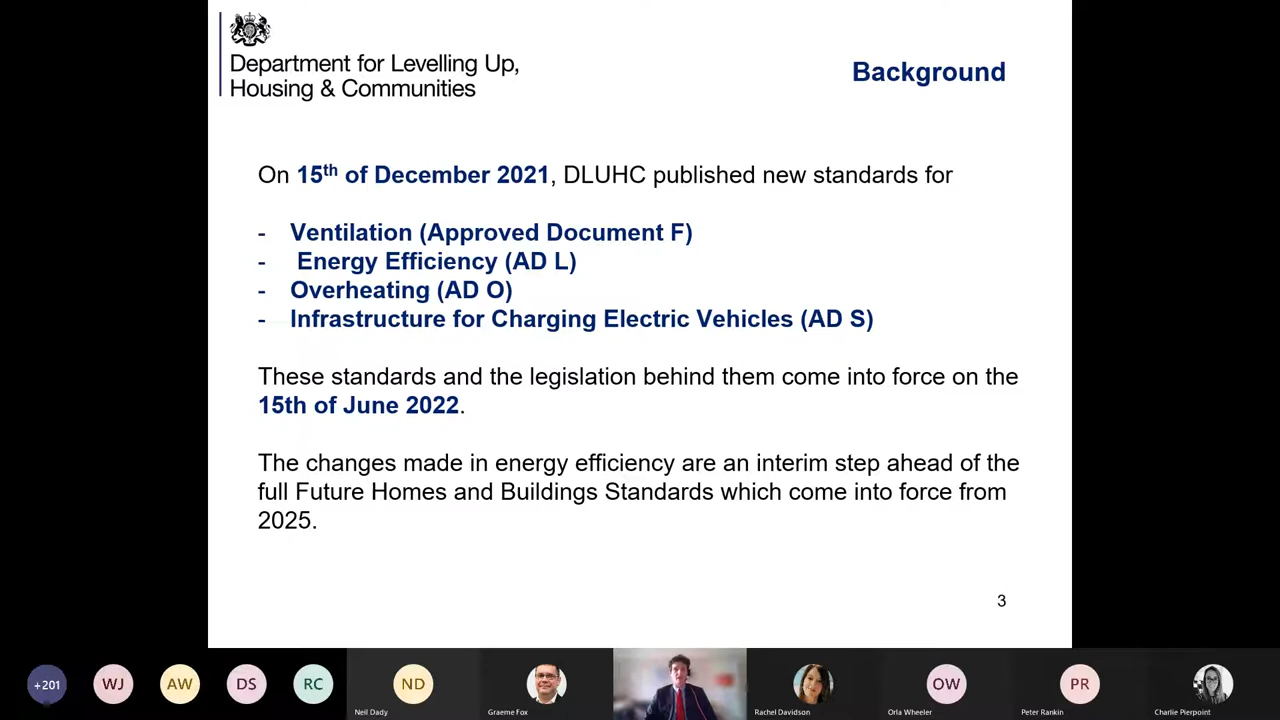 Department for Levelling Up,
Housing & Communities
Background
On 15th of December 2021, DLUHC published new standards for
- Ventilation (Approved Document F)
- Energy Efficiency (AD L)
- Overheating (AD O)
- Infrastructure for Charging Electric Vehicles (AD S)
These standards and the legislation behind them come into force on the
15th of June 2022.
The changes made in energy efficiency are an interim step ahead of the
full Future Homes and Buildings Standards which come into force from
2025.
3
+201
WJ
AW
DS
RC
ND
OW
PR
Neil Dady
Graeme Fox
Rachel Davidson
Orla Wheeler
Peter Rankin
Charlie Pierpoint